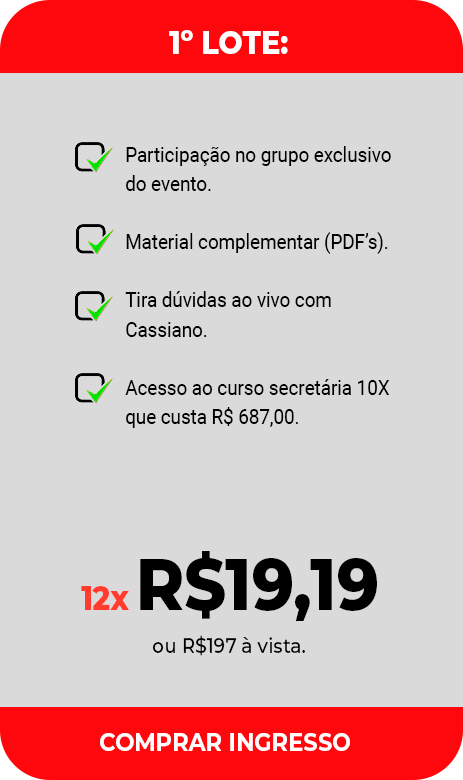 1º LOTE:
Participação no grupo exclusivo
do evento.
Material complementar (PDF’s).
Tira dúvidas ao vivo com
Cassiano.
Acesso ao curso secretária 10X
que custa R$ 687,00.
12x R$19,19
ou R$197 à vista.
COMPRAR INGRESSO